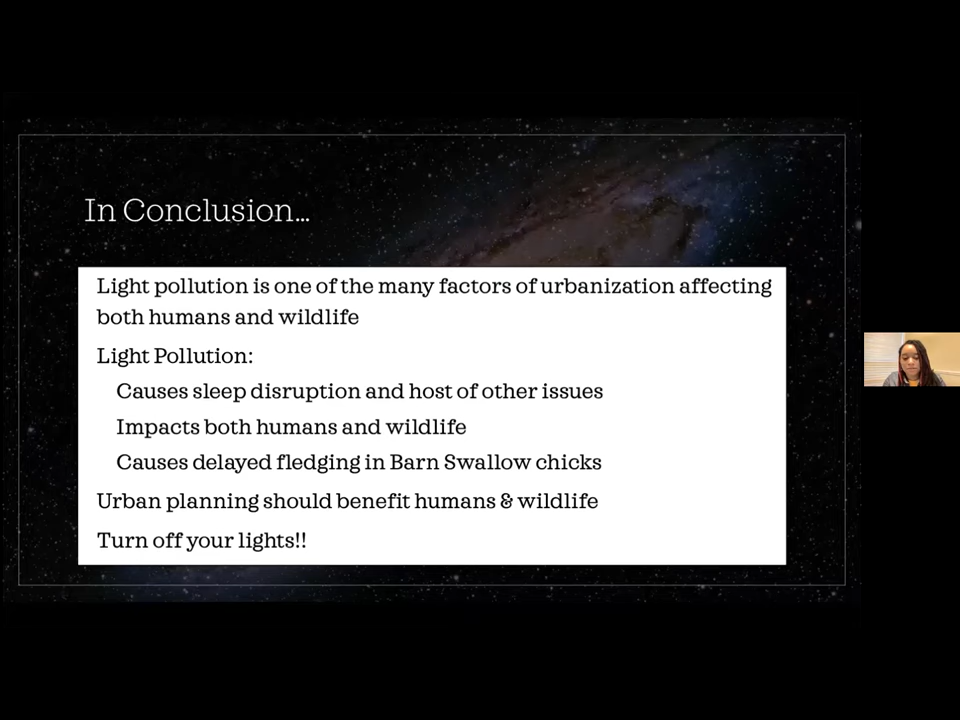 In Conclusion...
Light pollution is one of the many factors of urbanization affecting
both humans and wildlife
Light Pollution:
Causes sleep disruption and host of other issues
Impacts both humans and wildlife
Causes delayed fledging in Barn Swallow chicks
Urban planning should benefit humans & wildlife
Turn off your lights!!